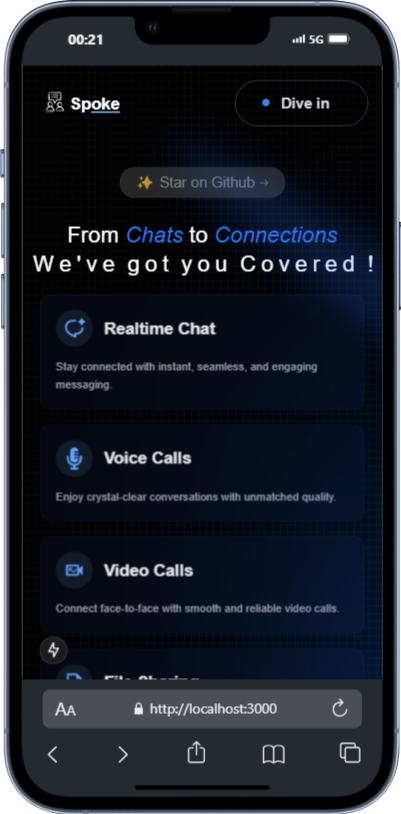 00:21
5G
Spoke
Dive in
✨ Star on Github →
From Chats to Connections
We've got you Covered !
Realtime Chat
Stay connected with instant, seamless, and engaging
messaging.
Voice Calls
Enjoy crystal-clear conversations with unmatched quality.
Video Calls
Connect face-to-face with smooth and reliable video calls.
File Sharing
AA
http://localhost:3000